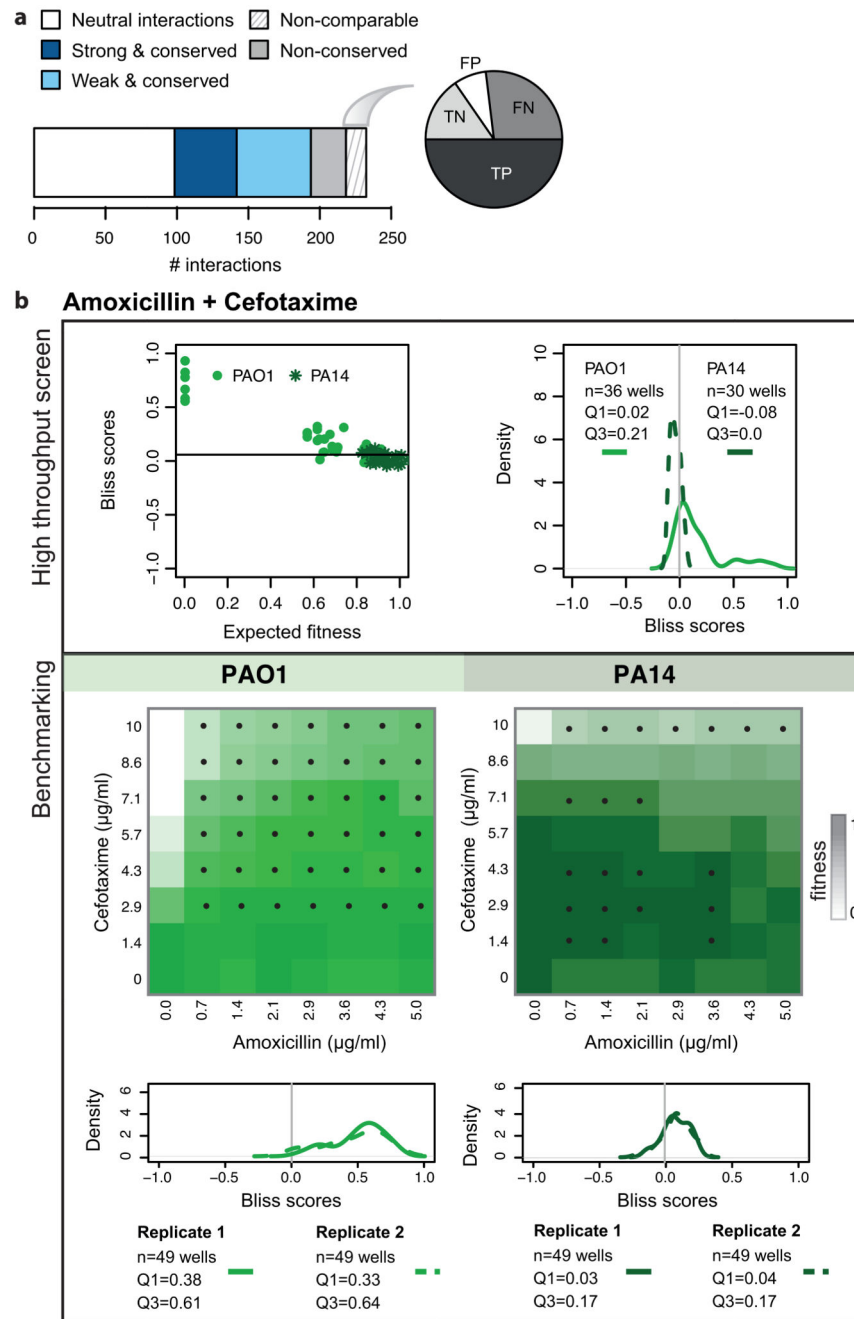 a
Neutral interactions
Non-comparable
Strong & conserved
Non-conserved
Weak & conserved
FP
FN
TN
TP
0 50 100 150 200 250
# interactions
b Amoxicillin + Cefotaxime
High throughput screen
Bliss scores
1.0
0.5
0.0
−0.5
−1.0
PAO1 PA14
0.0 0.2 0.4 0.6 0.8 1.0
Expected fitness
Density
10
8
6
4
2
0
PAO1
n=36 wells
Q1=0.02
Q3=0.21
PA14
n=30 wells
Q1=-0.08
Q3=0.0
−1.0 −0.5 0.0 0.5 1.0
Bliss scores
Benchmarking
PAO1
PA14
Cefotaxime (µg/ml)
10
8.6
7.1
5.7
4.3
2.9
1.4
0
0.0 0.7 1.4 2.1 2.9 3.6 4.3 5.0
Amoxicillin (µg/ml)
Cefotaxime (µg/ml)
10
8.6
7.1
5.7
4.3
2.9
1.4
0
0.0 0.7 1.4 2.1 2.9 3.6 4.3 5.0
Amoxicillin (µg/ml)
fitness
1
0
Density
6
4
2
0
−1.0 −0.5 0.0 0.5 1.0
Bliss scores
Replicate 1
n=49 wells
Q1=0.38
Q3=0.61
Replicate 2
n=49 wells
Q1=0.33
Q3=0.64
Density
6
4
2
0
−1.0 −0.5 0.0 0.5 1.0
Bliss scores
Replicate 1
n=49 wells
Q1=0.03
Q3=0.17
Replicate 2
n=49 wells
Q1=0.04
Q3=0.17